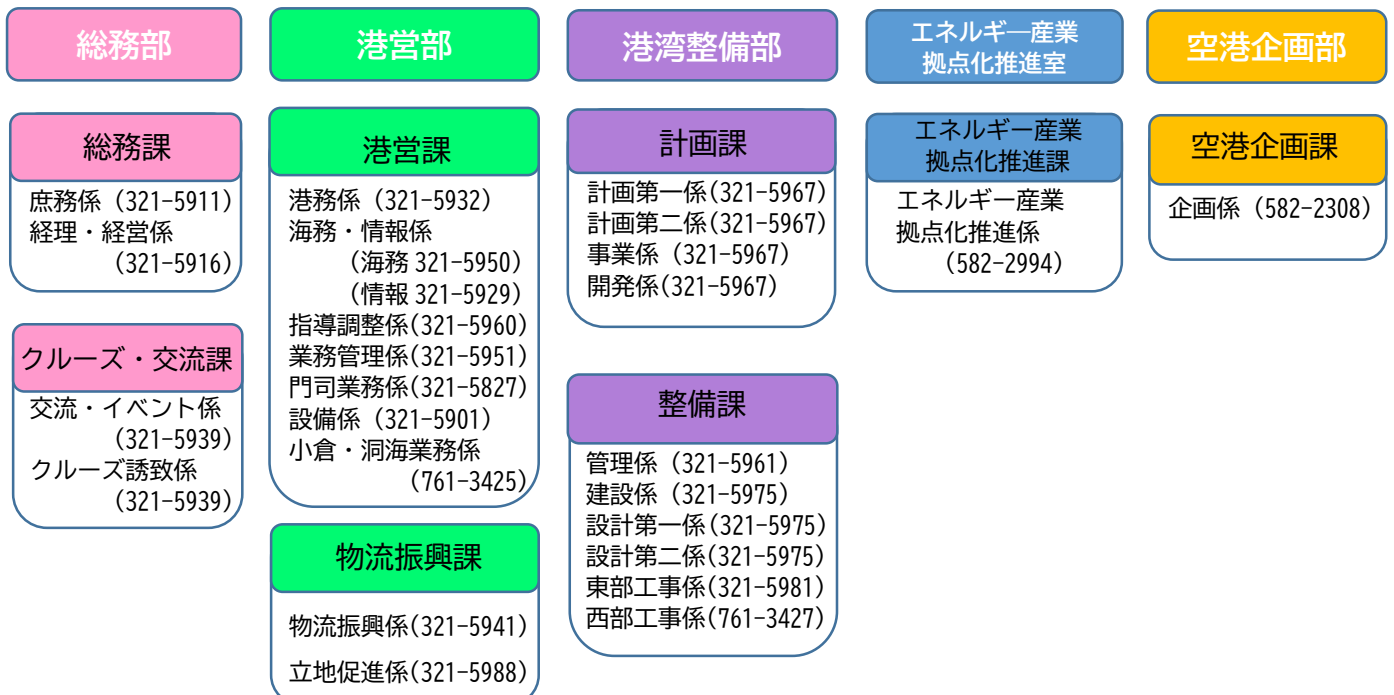 総務部
総務課
庶務係（321-5911）
経理・経営係
（321-5916）
クルーズ・交流課
交流・イベント係
（321-5939）
クルーズ誘致係
（321-5939）
港営部
港営課
港務係（321-5932）
海務・情報係
（海務 321-5950）
（情報 321-5929）
指導調整係(321-5960)
業務管理係(321-5951)
門司業務係(321-5827)
設備係（321-5901）
小倉・洞海業務係
（761-3425）
物流振興課
物流振興係(321-5941)
立地促進係(321-5988)
港湾整備部
計画課
計画第一係(321-5967)
計画第二係(321-5967)
事業係（321-5967）
開発係(321-5967)
整備課
管理係（321-5961）
建設係（321-5975）
設計第一係(321-5975)
設計第二係(321-5975)
東部工事係(321-5981)
西部工事係(761-3427)
エネルギ―産業
拠点化推進室
エネルギー産業
拠点化推進課
エネルギー産業
拠点化推進係
（582-2994）
空港企画部
空港企画課
企画係（582-2308）